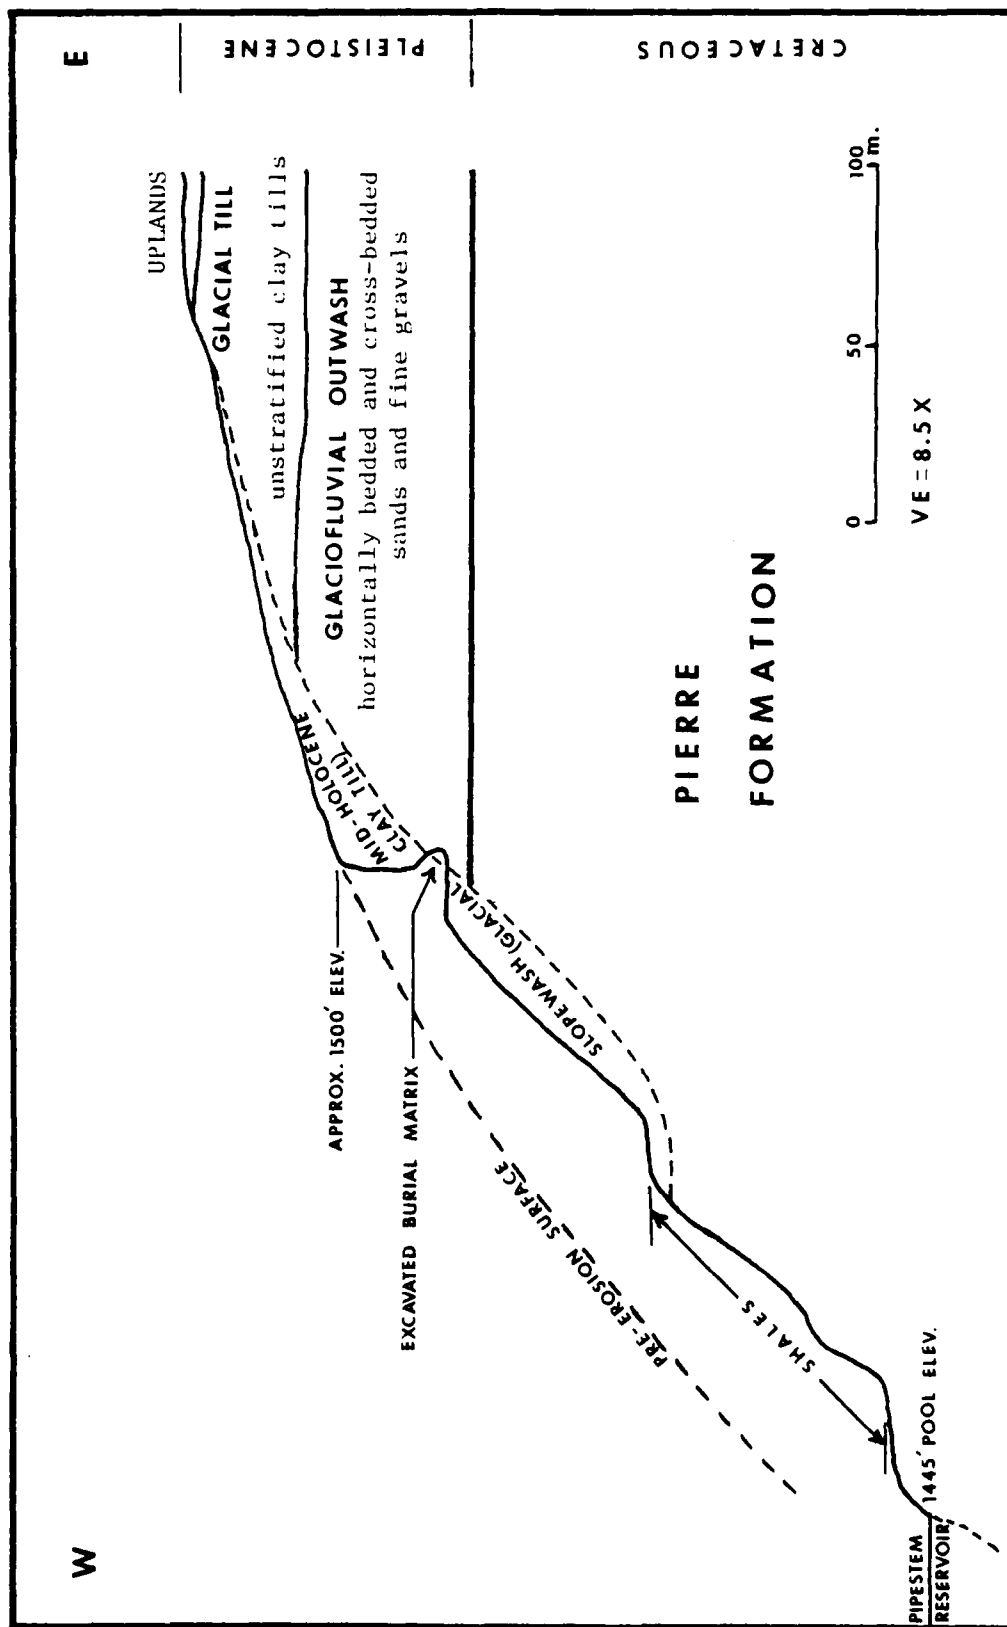 W
E
UPLANDS
GLACIAL TILL
unstratified clay tills
PLEISTOCENE
GLACIOFLUVIAL OUTWASH
horizontally bedded and cross-bedded
sands and fine gravels
CRETACEOUS
MID-HOLOCENE
SLOPEWASH (GLACIAL CLAY TILL)
APPROX. 1500' ELEV.
EXCAVATED BURIAL MATRIX
PRE-EROSION SURFACE
SHALES
PIERRE
FORMATION
0 50 100 m.
VE = 8.5 X
PIPESTEM
RESERVOIR
1445' POOL ELEV.